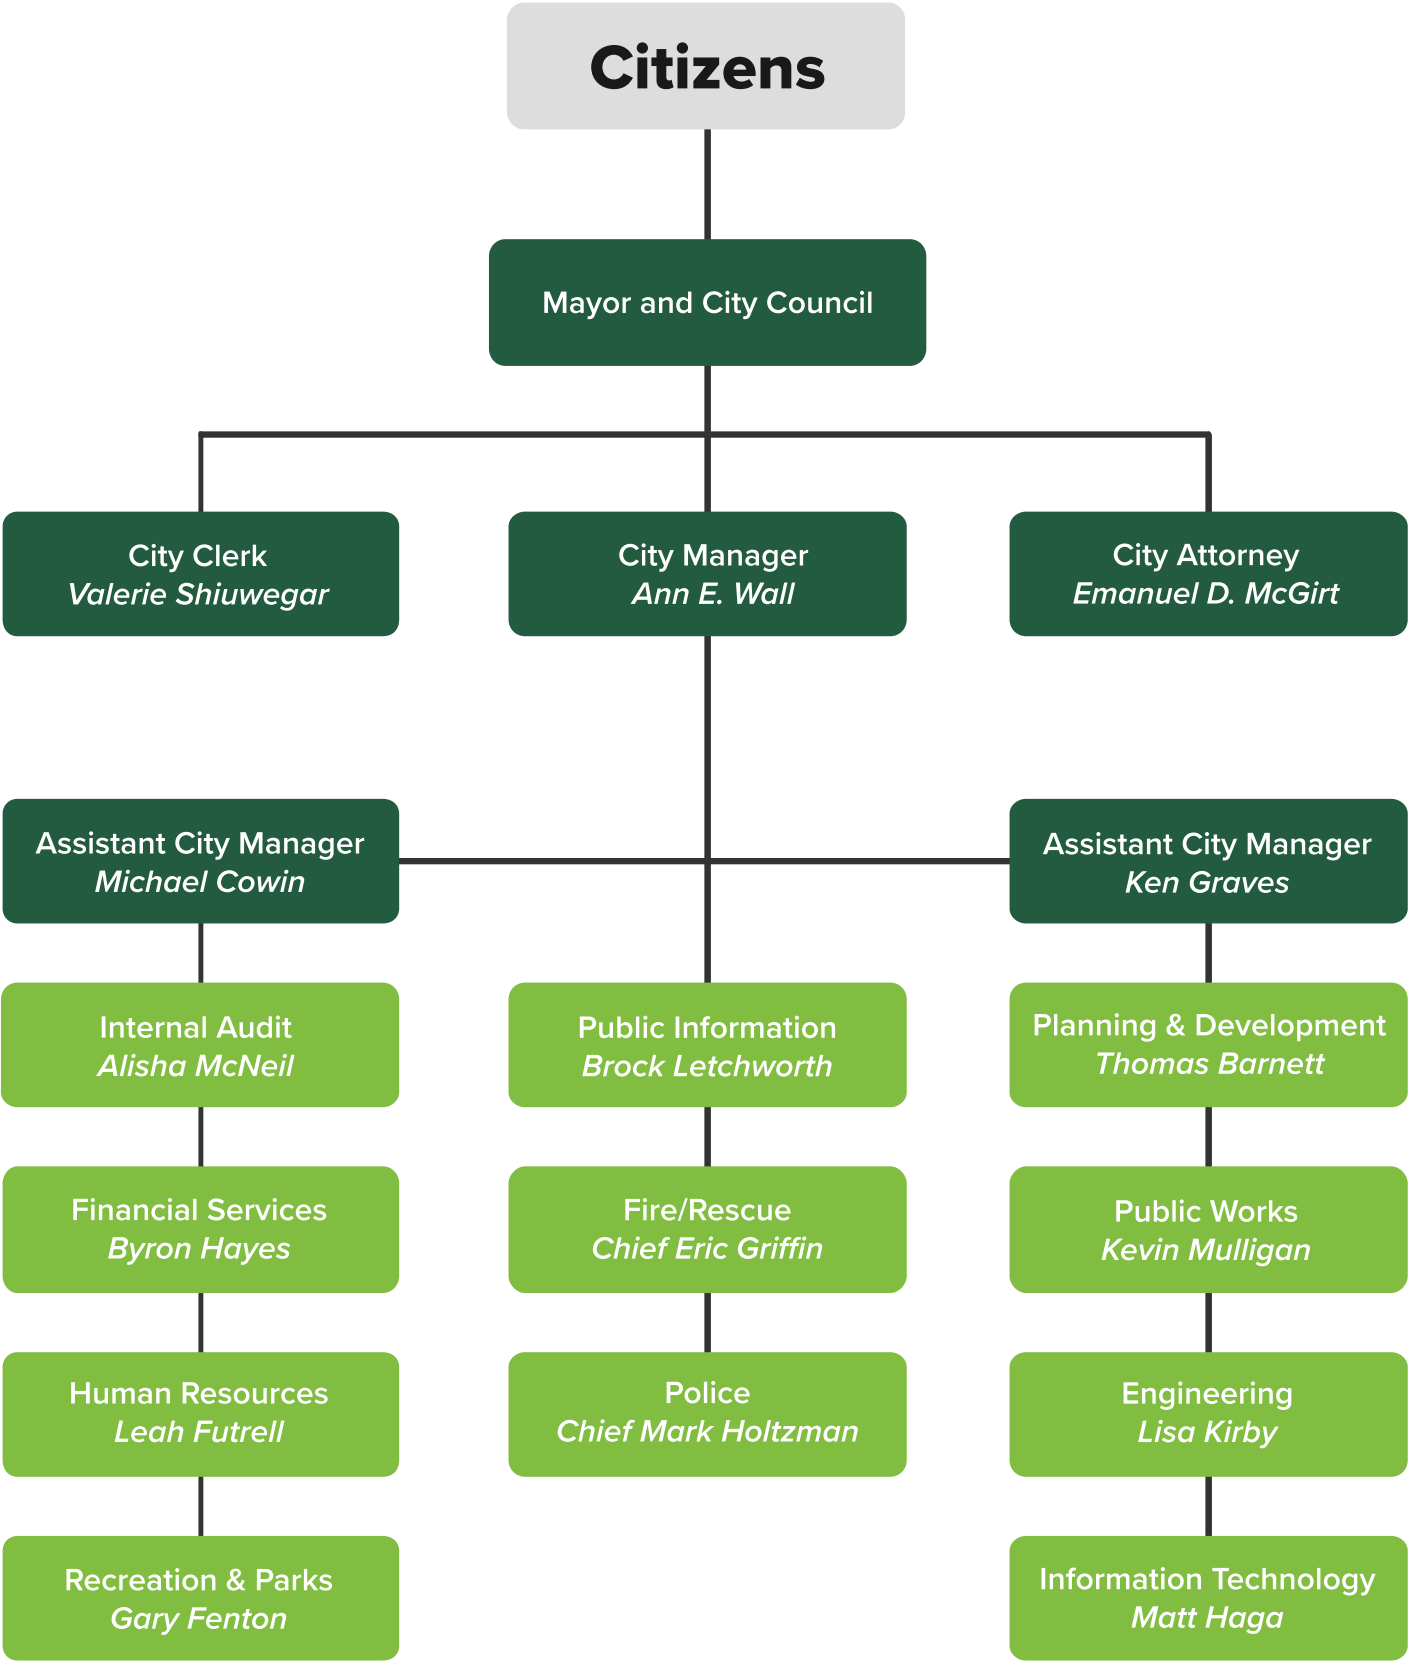 Citizens
Mayor and City Council
City Clerk
Valerie Shiuwegar
City Manager
Ann E. Wall
City Attorney
Emanuel D. McGirt
Assistant City Manager
Michael Cowin
Assistant City Manager
Ken Graves
Internal Audit
Alisha McNeil
Public Information
Brock Letchworth
Planning & Development
Thomas Barnett
Financial Services
Byron Hayes
Fire/Rescue
Chief Eric Griffin
Public Works
Kevin Mulligan
Human Resources
Leah Futrell
Police
Chief Mark Holtzman
Engineering
Lisa Kirby
Recreation & Parks
Gary Fenton
Information Technology
Matt Haga